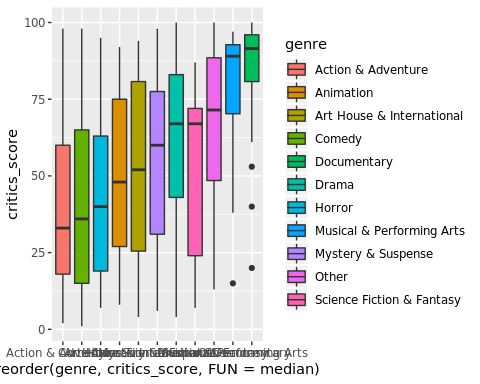 100
75
50
25
0
critics_score
reorder(genre, critics_score, FUN = median)
genre
Action & Adventure
Animation
Art House & International
Comedy
Documentary
Drama
Horror
Musical & Performing Arts
Mystery & Suspense
Other
Science Fiction & Fantasy